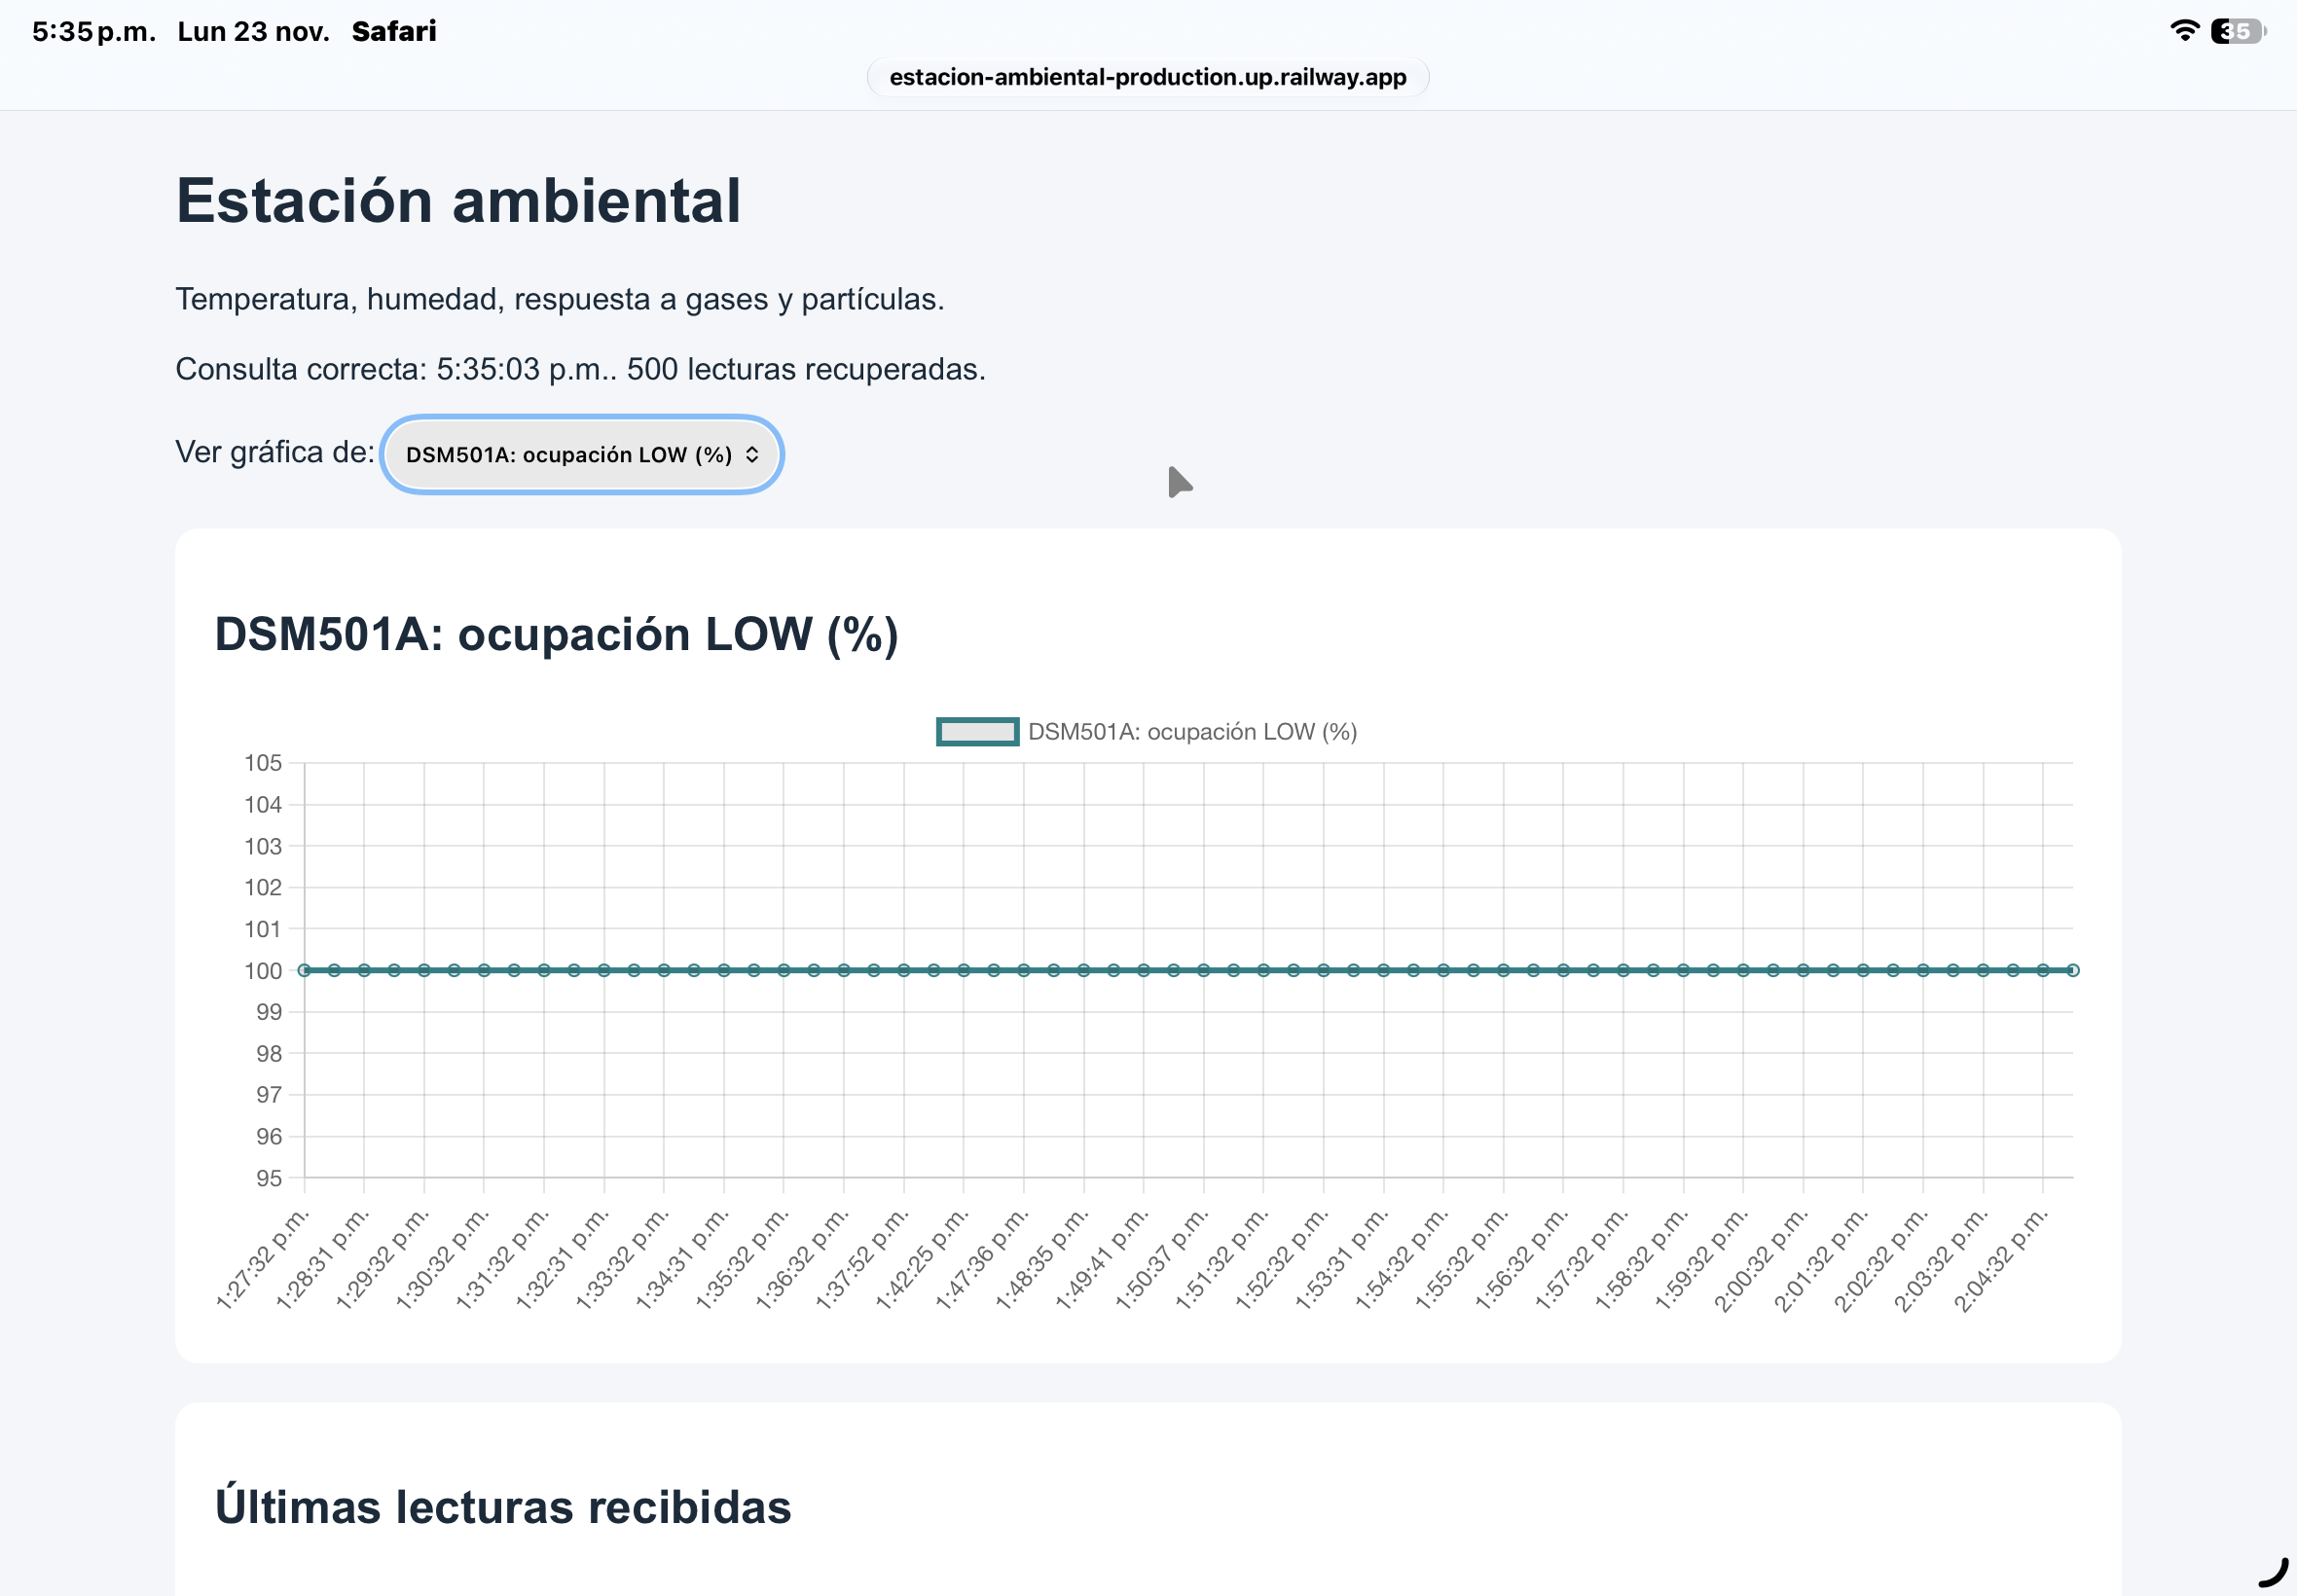 5:35 p.m. Lun 23 nov. Safari
35
estacion-ambiental-production.up.railway.app
Estación ambiental
Temperatura, humedad, respuesta a gases y partículas.
Consulta correcta: 5:35:03 p.m.. 500 lecturas recuperadas.
Ver gráfica de: DSM501A: ocupación LOW (%)
DSM501A: ocupación LOW (%)
DSM501A: ocupación LOW (%)
105
104
103
102
101
100
99
98
97
96
95
1:27:32 p.m.
1:28:31 p.m.
1:29:32 p.m.
1:30:32 p.m.
1:31:32 p.m.
1:32:31 p.m.
1:33:32 p.m.
1:34:31 p.m.
1:35:32 p.m.
1:36:32 p.m.
1:37:52 p.m.
1:42:25 p.m.
1:47:36 p.m.
1:48:35 p.m.
1:49:41 p.m.
1:50:37 p.m.
1:51:32 p.m.
1:52:32 p.m.
1:53:31 p.m.
1:54:32 p.m.
1:55:32 p.m.
1:56:32 p.m.
1:57:32 p.m.
1:58:32 p.m.
1:59:32 p.m.
2:00:32 p.m.
2:01:32 p.m.
2:02:32 p.m.
2:03:32 p.m.
2:04:32 p.m.
Últimas lecturas recibidas